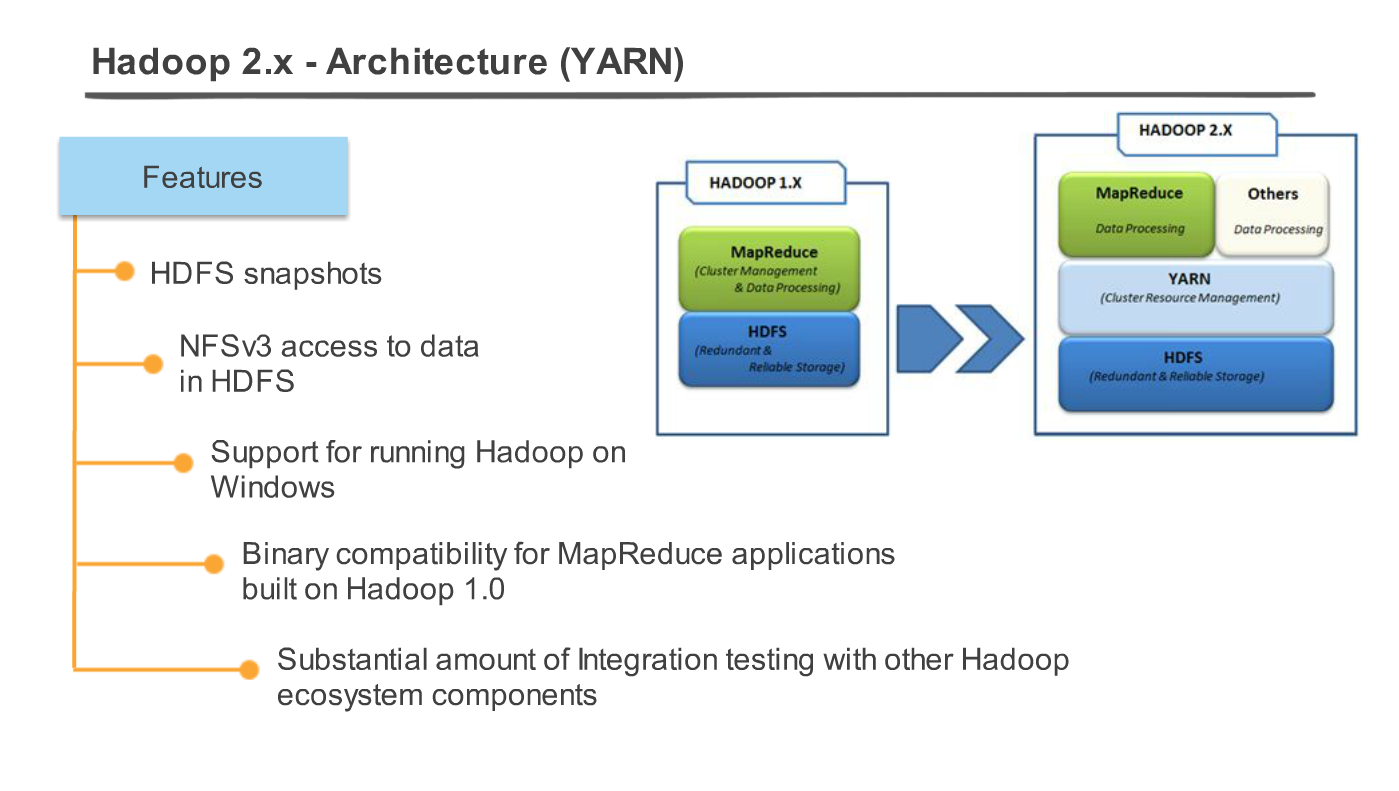 Hadoop 2.x - Architecture (YARN)
Features
HDFS snapshots
NFSv3 access to data
in HDFS
Support for running Hadoop on
Windows
Binary compatibility for MapReduce applications
built on Hadoop 1.0
Substantial amount of Integration testing with other Hadoop
ecosystem components
HADOOP 1.X
MapReduce
(Cluster Management
& Data Processing)
HDFS
(Redundant &
Reliable Storage)
HADOOP 2.X
MapReduce
Data Processing
Others
Data Processing
YARN
(Cluster Resource Management)
HDFS
(Redundant & Reliable Storage)